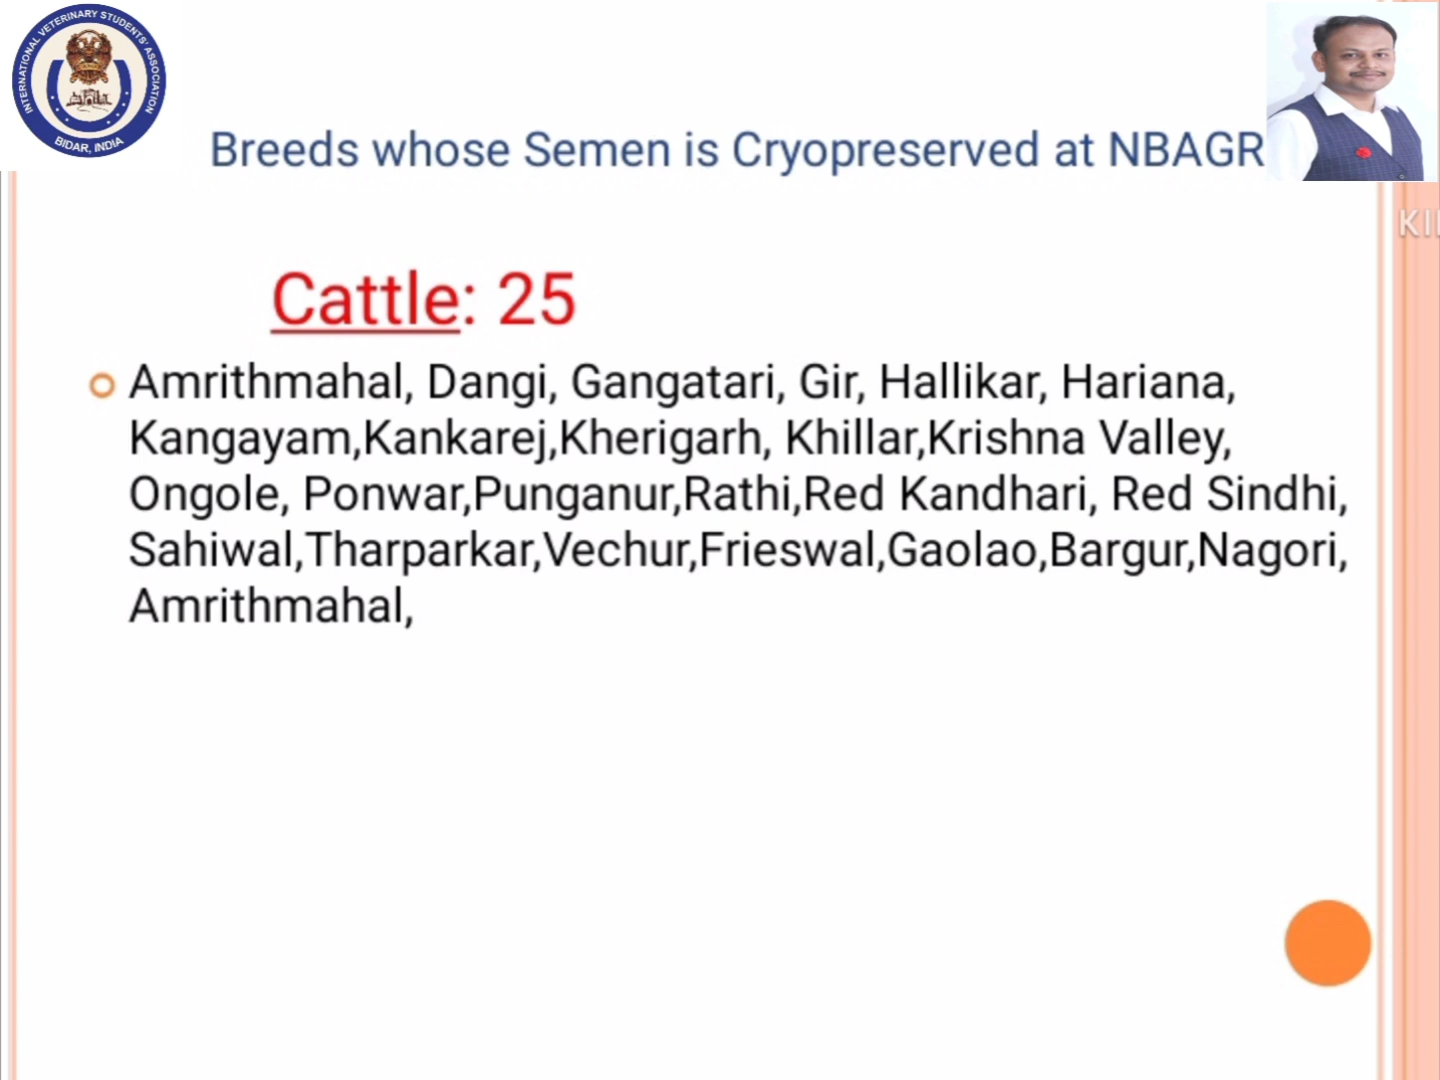 INTERNATIONAL VETERINARY STUDENTS' ASSOCIATION
BIDAR, INDIA
Breeds whose Semen is Cryopreserved at NBAGR
KI
Cattle: 25
Amrithmahal, Dangi, Gangatari, Gir, Hallikar, Hariana,
Kangayam,Kankarej,Kherigarh, Khillar,Krishna Valley,
Ongole, Ponwar,Punganur,Rathi,Red Kandhari, Red Sindhi,
Sahiwal,Tharparkar,Vechur,Frieswal,Gaolao,Bargur,Nagori,
Amrithmahal,